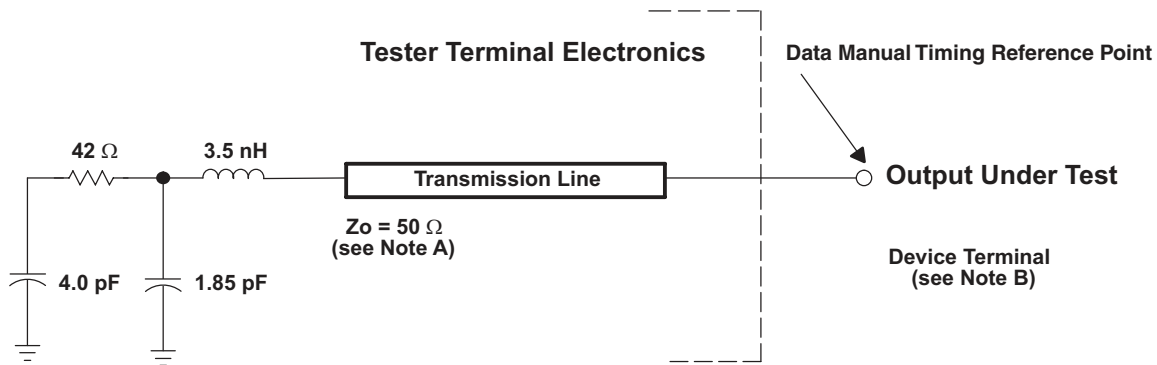 Tester Terminal Electronics
Data Manual Timing Reference Point
42 Ω
3.5 nH
Transmission Line
Output Under Test
Zo = 50 Ω
(see Note A)
4.0 pF
1.85 pF
Device Terminal
(see Note B)